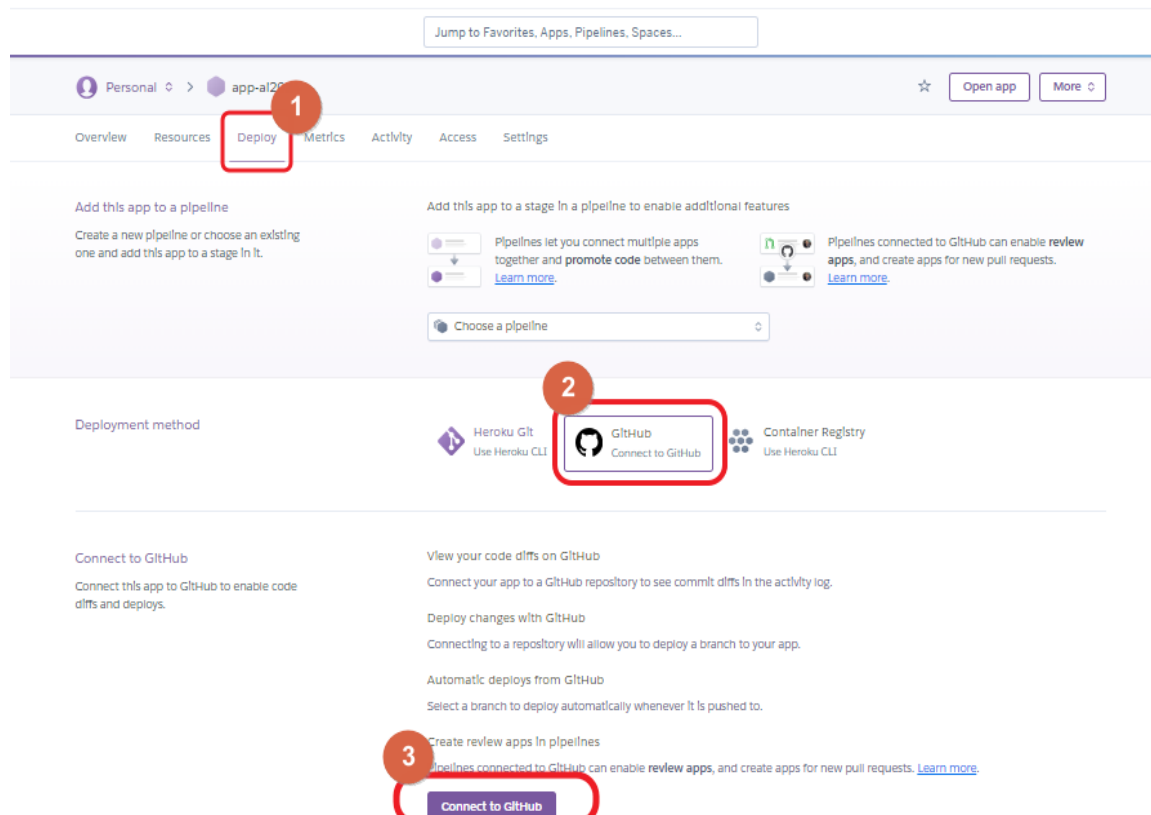 Jump to Favorites, Apps, Pipelines, Spaces...
Personal
Open app
More
1
Overview
Resources
Deploy
Metrics
Activity
Access
Settings
Add this app to a pipeline
Create a new pipeline or choose an existing
one and add this app to a stage in it.
Add this app to a stage in a pipeline to enable additional features
Pipelines let you connect multiple apps
together and promote code between them.
Learn more.
Pipelines connected to GitHub can enable review
apps, and create apps for new pull requests.
Learn more.
Choose a pipeline
2
Deployment method
Heroku Git
Use Heroku CLI
GitHub
Connect to GitHub
Container Registry
Use Heroku CLI
Connect to GitHub
Connect this app to GitHub to enable code
diffs and deploys.
View your code diffs on GitHub
Connect your app to a GitHub repository to see commit diffs in the activity log.
Deploy changes with GitHub
Connecting to a repository will allow you to deploy a branch to your app.
Automatic deploys from GitHub
Select a branch to deploy automatically whenever it is pushed to.
Create review apps in pipelines
3
Pipelines connected to GitHub can enable review apps, and create apps for new pull requests. Learn more.
Connect to GitHub